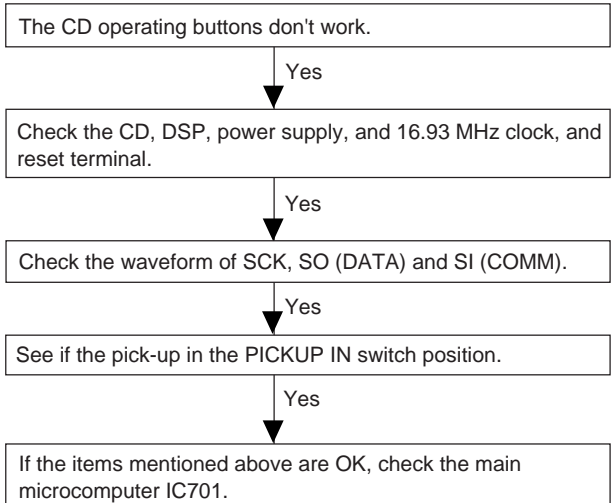 The CD operating buttons don't work.
Yes
Check the CD, DSP, power supply, and 16.93 MHz clock, and
reset terminal.
Yes
Check the waveform of SCK, SO (DATA) and SI (COMM).
Yes
See if the pick-up in the PICKUP IN switch position.
Yes
If the items mentioned above are OK, check the main
microcomputer IC701.